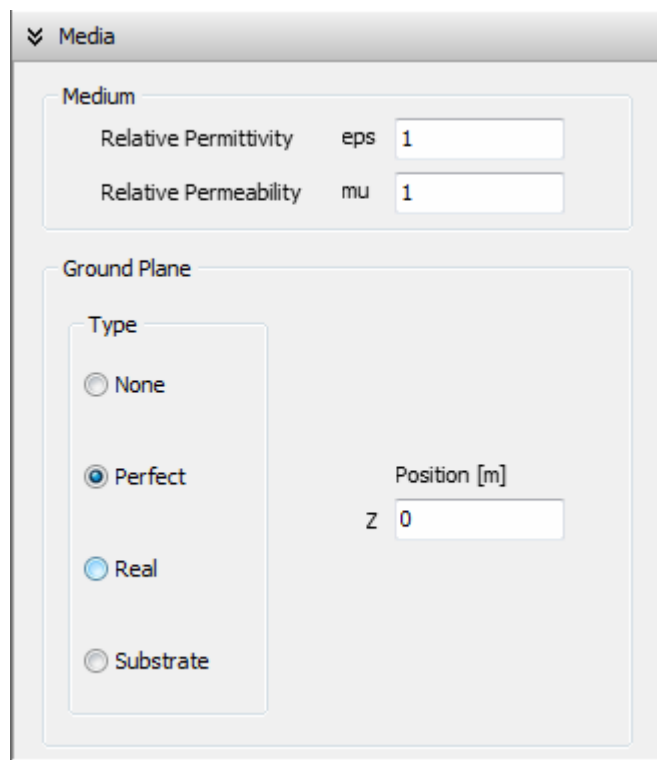 Media
Medium
Relative Permittivity eps 1
Relative Permeability mu 1
Ground Plane
Type
None
Perfect
Position [m]
Z 0
Real
Substrate